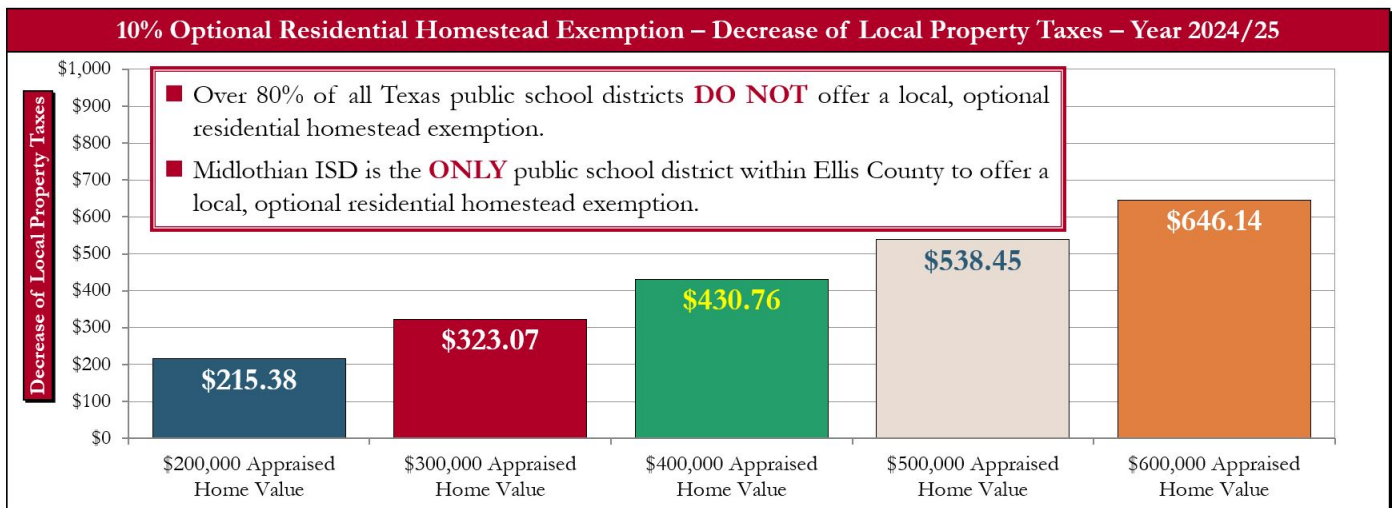 10% Optional Residential Homestead Exemption – Decrease of Local Property Taxes – Year 2024/25
Decrease of Local Property Taxes
$1,000
$900
$800
$700
$600
$500
$400
$300
$200
$100
$0
■ Over 80% of all Texas public school districts DO NOT offer a local, optional
residential homestead exemption.
■ Midlothian ISD is the ONLY public school district within Ellis County to offer a
local, optional residential homestead exemption.
$215.38
$323.07
$430.76
$538.45
$646.14
$200,000 Appraised
Home Value
$300,000 Appraised
Home Value
$400,000 Appraised
Home Value
$500,000 Appraised
Home Value
$600,000 Appraised
Home Value